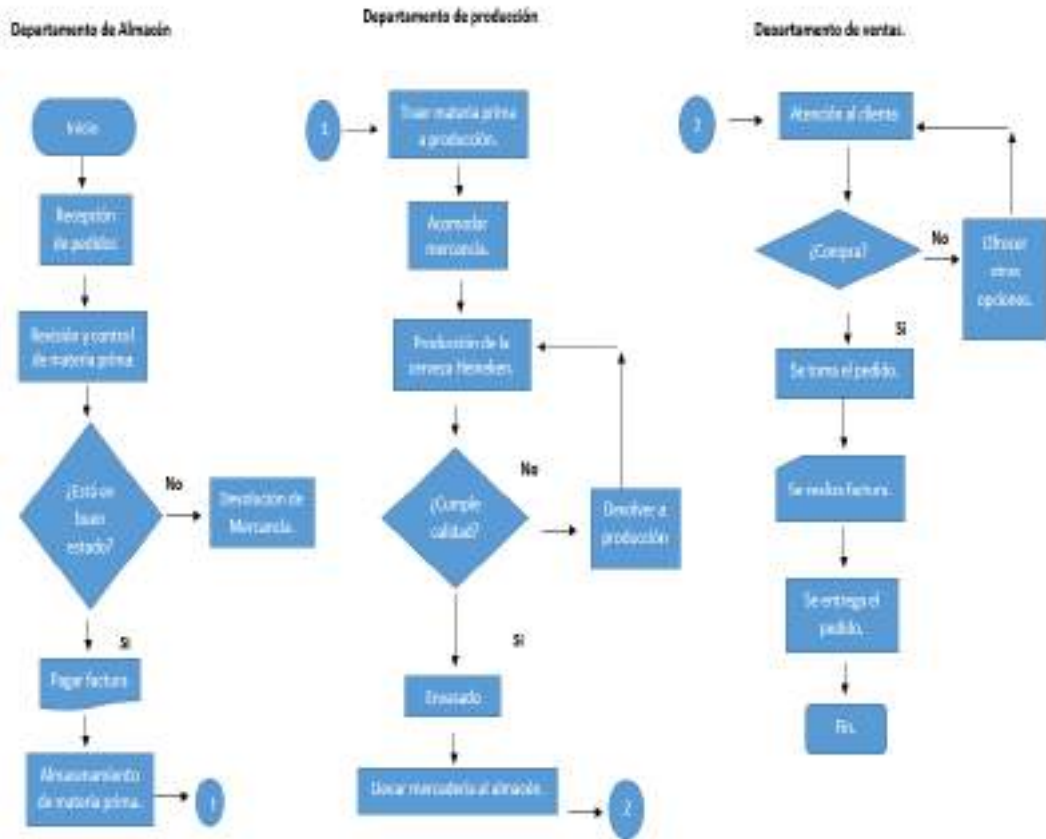 Departamento de Almacén
Inicio
Recepción
de pedidos
Revisión y control
de materia prima
¿Está en
buen
estado?
No
Devolución de
Mercancía.
Si
Pagar factura
Almacenamiento
de materia prima.
1
Departamento de producción
1
Traer materia prima
a producción.
Acomodar
mercancía.
Producción de la
cerveza Heineken.
¿Cumple
calidad?
No
Devolver a
producción
Si
Envasado
Llevar mercadería al almacén
2
Departamento de ventas.
2
Atención al cliente
¿Compra?
No
Ofrecer
otras
opciones.
Si
Se toma el pedido.
Se realiza factura.
Se entrega el
pedido.
Fin.